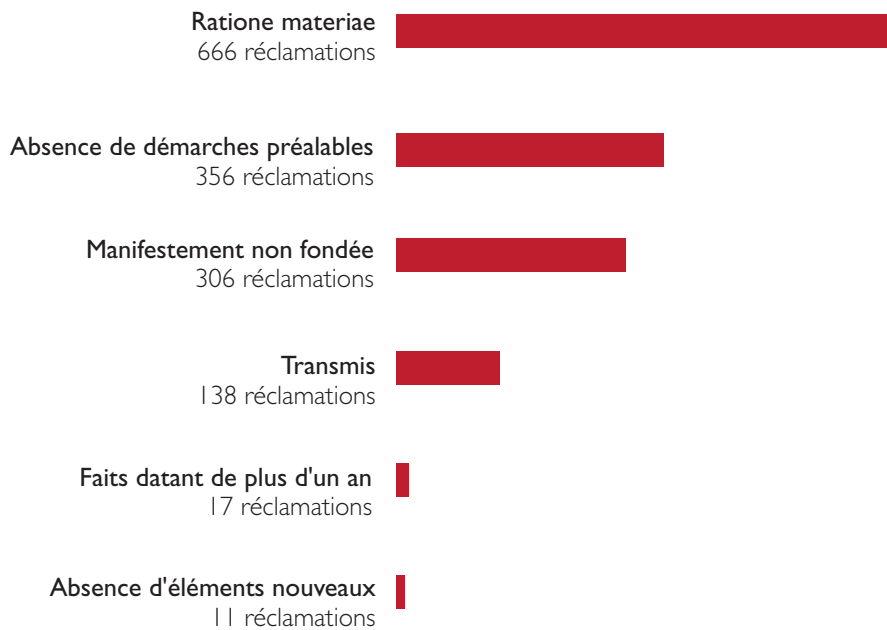 Ratione materiae
666 réclamations
Absence de démarches préalables
356 réclamations
Manifestement non fondée
306 réclamations
Transmis
138 réclamations
Faits datant de plus d'un an
17 réclamations
Absence d'éléments nouveaux
11 réclamations